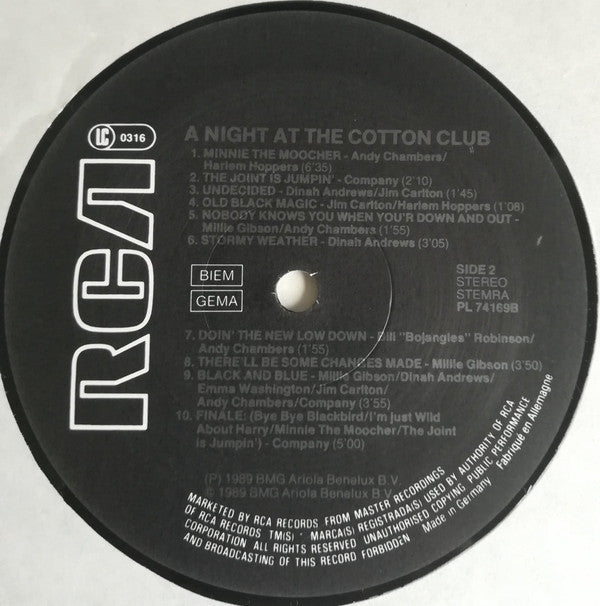 RCA
LC 0316
A NIGHT AT THE COTTON CLUB
1. MINNIE THE MOOCHER - Andy Chambers/
Harlem Hoppers (6'35)
2. THE JOINT IS JUMPIN' - Company (2'10)
3. UNDECIDED - Dinah Andrews/Jim Carlton (1'45)
4. OLD BLACK MAGIC - Jim Carlton/Harlem Hoppers (1'08)
5. NOBODY KNOWS YOU WHEN YOU'R DOWN AND OUT -
Millie Gibson/Andy Chambers (1'55)
6. STORMY WEATHER - Dinah Andrews (3'05)
BIEM
GEMA
SIDE 2
STEREO
STEMRA
PL 74169B
7. DOIN' THE NEW LOW DOWN - Bill "Bojangles" Robinson/
Andy Chambers (1'55)
8. THERE'LL BE SOME CHANGES MADE - Millie Gibson (3'50)
9. BLACK AND BLUE - Millie Gibson/Dinah Andrews/
Emma Washington/Jim Carlton/
Andy Chambers/Company (3'55)
10. FINALE: (Bye Bye Blackbird/I'm just Wild
About Harry/Minnie The Moocher/The Joint
is Jumpin') - Company (5'00)
(P) 1989 BMG Ariola Benelux B.V.
© 1989 BMG Ariola Benelux B.V.
MARKETED BY RCA RECORDS FROM MASTER RECORDINGS
OF RCA RECORDS TM(S) ® MARCA(S) REGISTRADA(S) USED BY AUTHORITY OF RCA
CORPORATION ALL RIGHTS RESERVED UNAUTHORISED COPYING PUBLIC PERFORMANCE
AND BROADCASTING OF THIS RECORD FORBIDDEN
Made in Germany
Fabriqué en Allemagne